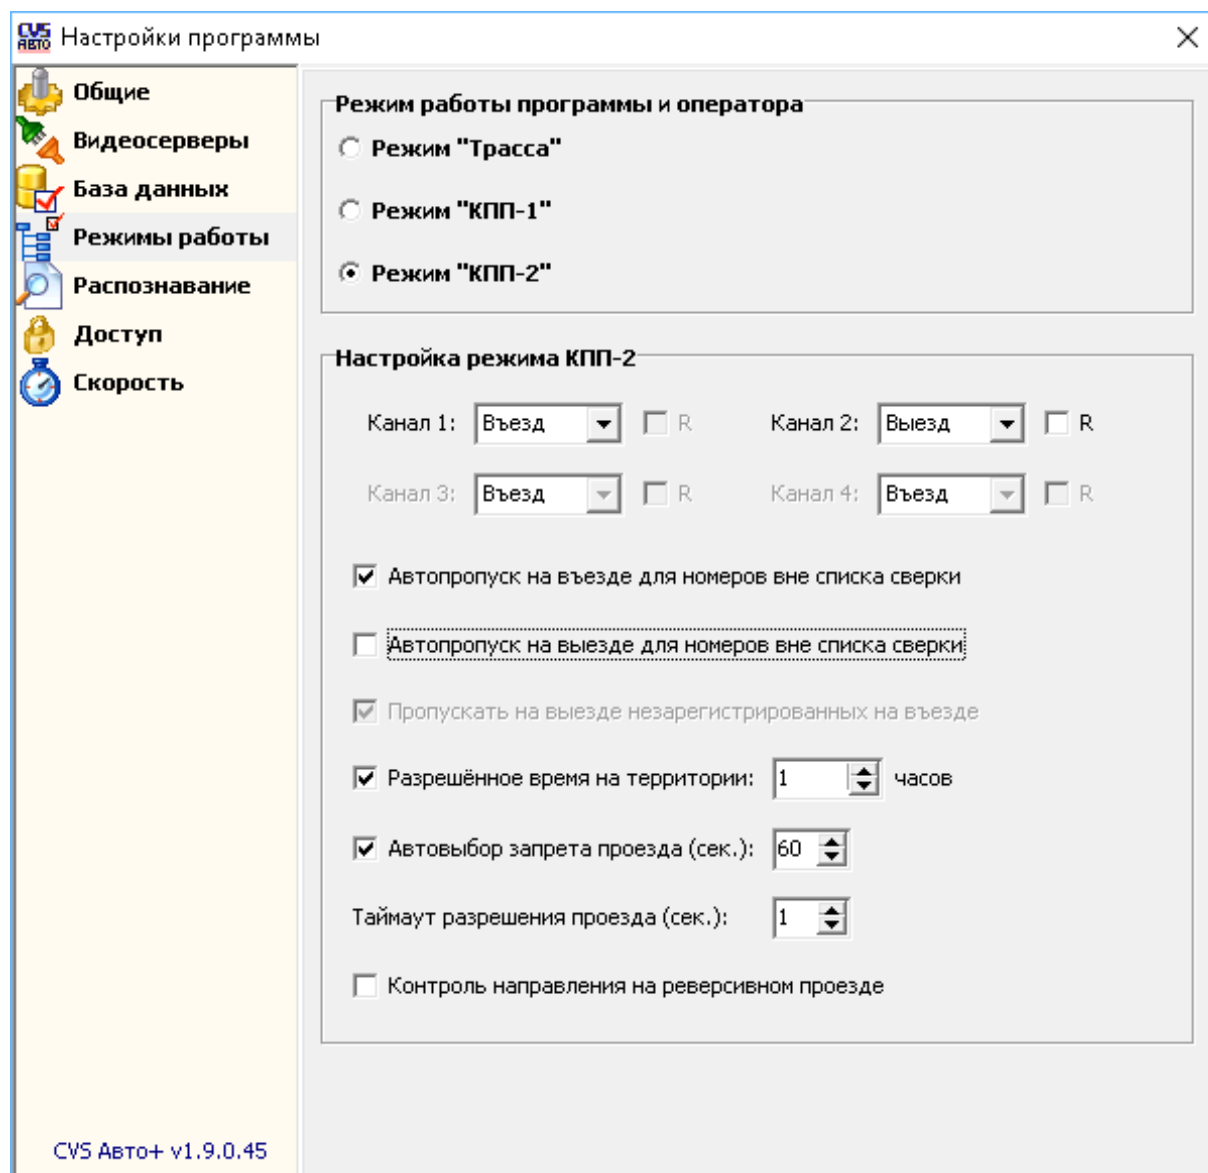 CVS АВТО Настройки программы
Общие
Видеосерверы
База данных
Режимы работы
Распознавание
Доступ
Скорость
CVS Авто+ v1.9.0.45
Режим работы программы и оператора
Режим "Трасса"
Режим "КПП-1"
Режим "КПП-2"
Настройка режима КПП-2
Канал 1: Въезд R Канал 2: Выезд R
Канал 3: Въезд R Канал 4: Въезд R
Автопропуск на въезде для номеров вне списка сверки
Автопропуск на выезде для номеров вне списка сверки
Пропускать на выезде незарегистрированных на въезде
Разрешённое время на территории: 1 часов
Автовыбор запрета проезда (сек.): 60
Таймаут разрешения проезда (сек.): 1
Контроль направления на реверсивном проезде